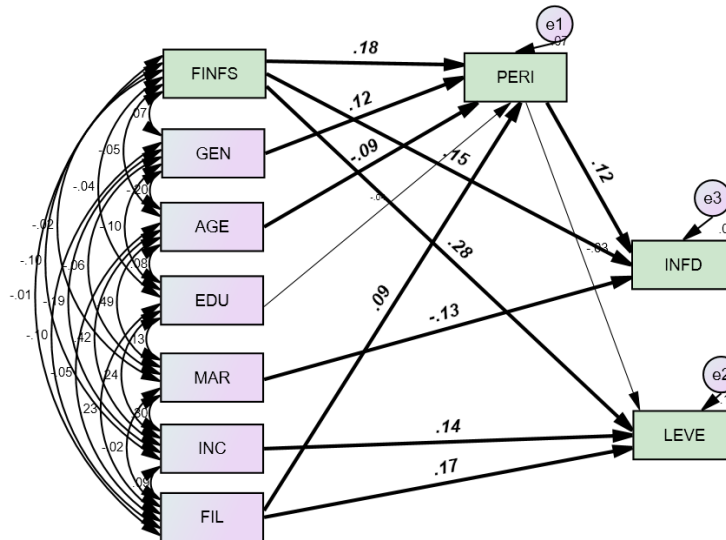 e1
.07
.18
FINFS
PERI
.12
.07
GEN
-.09
.15
.12
-.05
-.04
-.20
e3
AGE
-.02
-.10
-.03
.28
INFD
-.10
-.06
.08
EDU
-.01
-.19
.49
.09
-.13
-.10
.42
.13
e2
-.05
.24
MAR
.23
.30
.14
LEVE
-.02
INC
.17
.09
FIL